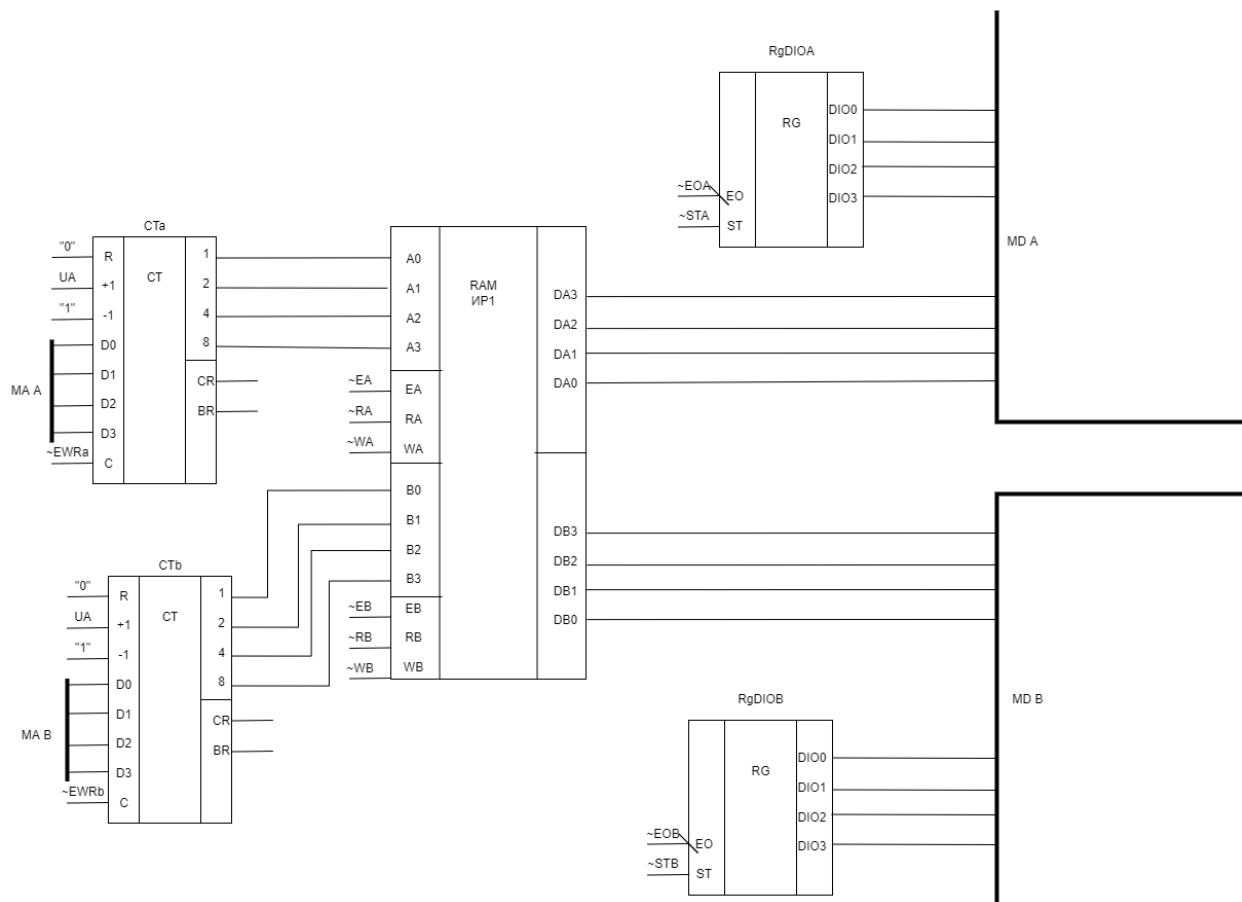 RgDIOA
RG
DIO0
DIO1
DIO2
DIO3
~EOA
EO
~STA
ST
MD A
CTa
"0"
R
CT
1
UA
+1
2
"1"
-1
4
D0
8
MA A
D1
CR
D2
BR
D3
~EWRa
C
A0
RAM
ИР1
A1
A2
A3
~EA
EA
~RA
RA
~WA
WA
B0
B1
B2
B3
~EB
EB
~RB
RB
~WB
WB
DA3
DA2
DA1
DA0
DB3
DB2
DB1
DB0
CTb
"0"
R
CT
1
UA
+1
2
"1"
-1
4
D0
8
MA B
D1
CR
D2
BR
D3
~EWRb
C
RgDIOB
RG
DIO0
DIO1
DIO2
DIO3
~EOB
EO
~STB
ST
MD B